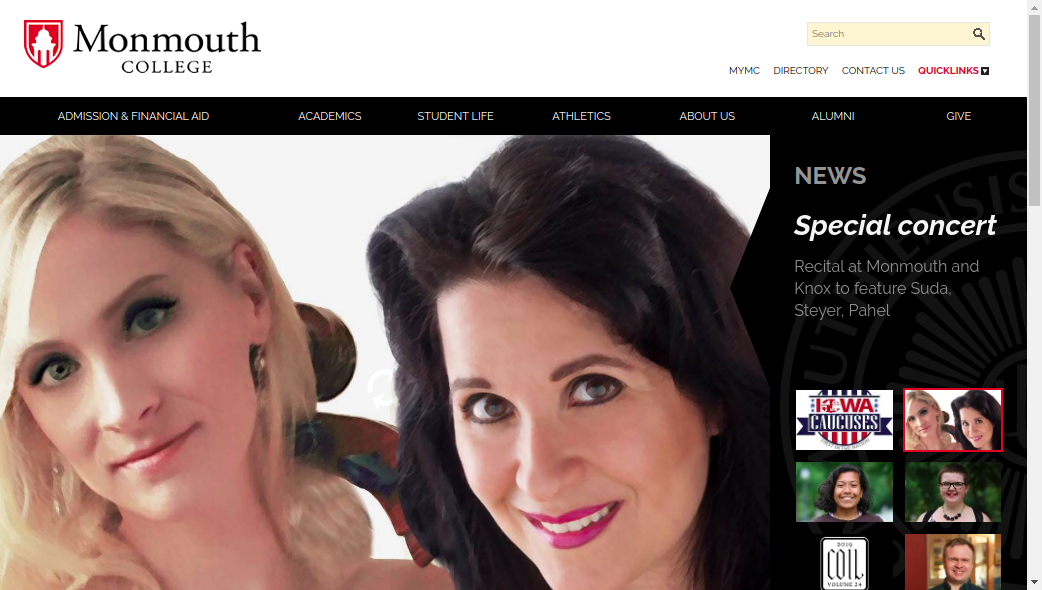 Monmouth
COLLEGE
Search
MYMC DIRECTORY CONTACT US QUICKLINKS
ADMISSION & FINANCIAL AID ACADEMICS STUDENT LIFE ATHLETICS ABOUT US ALUMNI GIVE
NEWS
Special concert
Recital at Monmouth and
Knox to feature Suda,
Steyer, Pahel
IOWA
CAUCUSES
2019
COIL
VOLUME 24